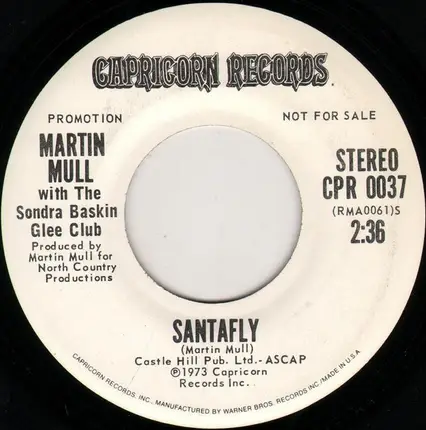 CAPRICORN RECORDS.
PROMOTION
NOT FOR SALE
MARTIN
MULL
with The
Sondra Baskin
Glee Club
Produced by
Martin Mull for
North Country
Productions
STEREO
CPR 0037
(RMA0061)S
2:36
SANTAFLY
(Martin Mull)
Castle Hill Pub. Ltd.-ASCAP
℗1973 Capricorn
Records Inc.
CAPRICORN RECORDS, INC., MANUFACTURED BY WARNER BROS. RECORDS INC./MADE IN U.S.A.